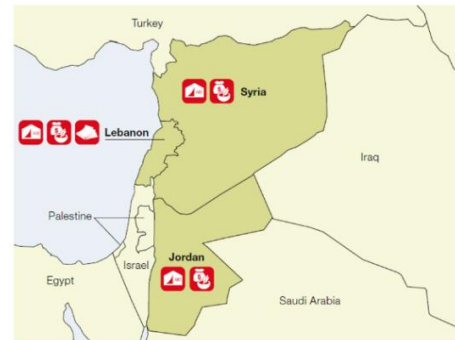 Turkey
Syria
Lebanon
Iraq
Palestine
Israel
Jordan
Egypt
Saudi Arabia